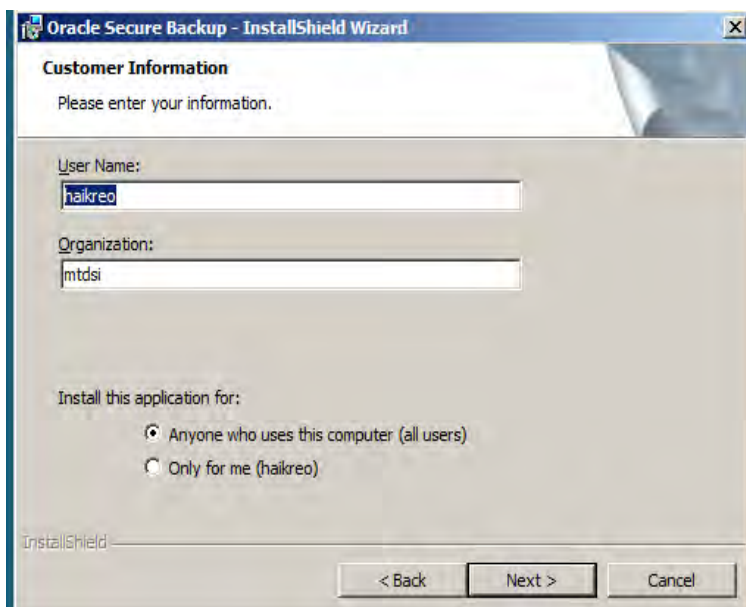 Oracle Secure Backup - InstallShield Wizard
Customer Information
Please enter your information.
User Name:
haikreo
Organization:
mtdsi
Install this application for:
Anyone who uses this computer (all users)
Only for me (haikreo)
InstallShield
< Back Next > Cancel